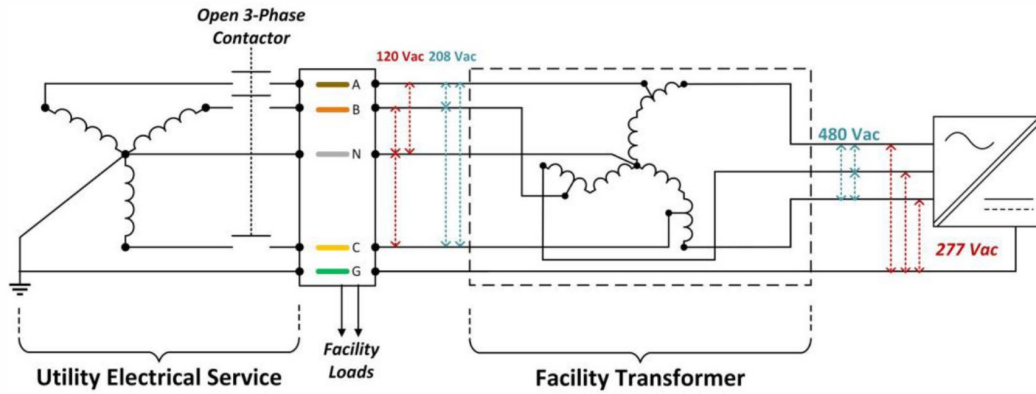 Open 3-Phase
Contactor
120 Vac 208 Vac
A
B
N
C
G
480 Vac
277 Vac
Facility
Loads
Utility Electrical Service
Facility Transformer